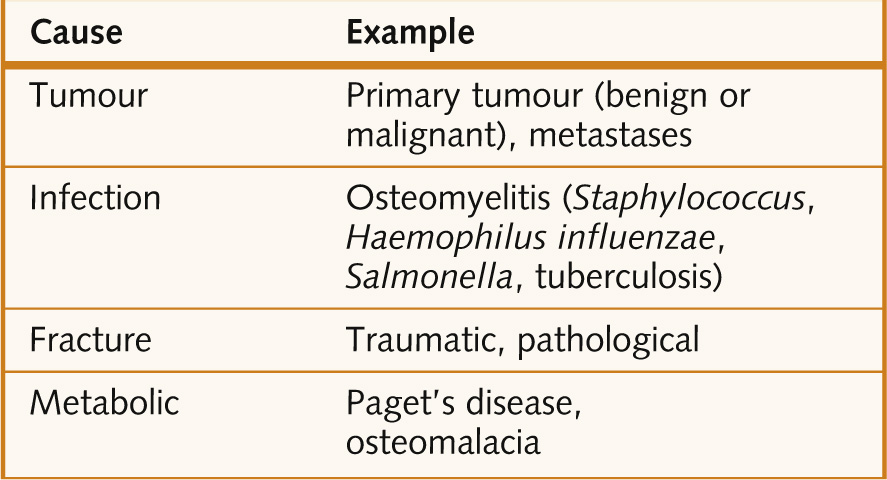 Cause Example
Tumour Primary tumour (benign or
malignant), metastases
Infection Osteomyelitis (Staphylococcus,
Haemophilus influenzae,
Salmonella, tuberculosis)
Fracture Traumatic, pathological
Metabolic Paget’s disease,
osteomalacia